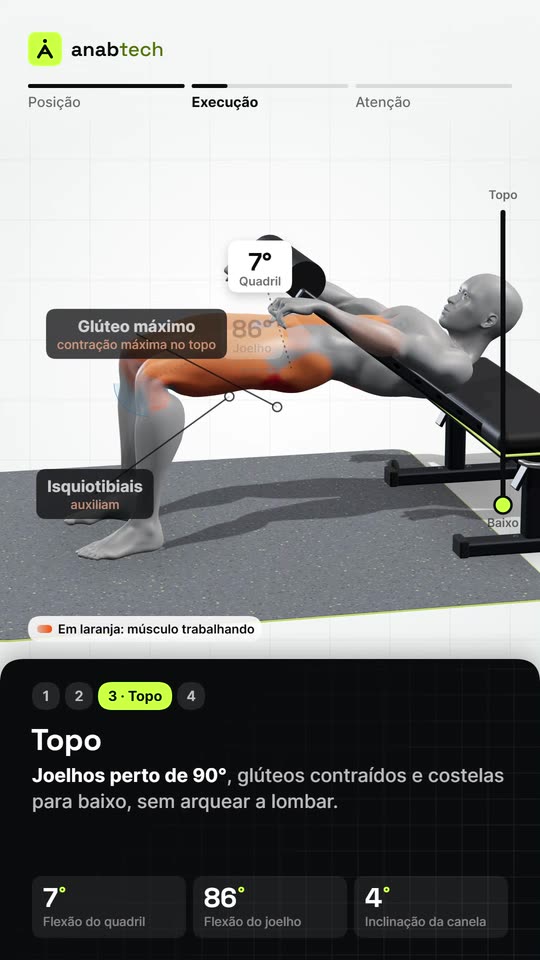 anabtech
Posição
Execução
Atenção
Topo
7°
Quadril
Glúteo máximo
contração máxima no topo
86°
Joelho
Isquiotibiais
auxiliam
Baixo
Em laranja: músculo trabalhando
1
2
3 · Topo
4
Topo
Joelhos perto de 90°, glúteos contraídos e costelas
para baixo, sem arquear a lombar.
7°
Flexão do quadril
86°
Flexão do joelho
4°
Inclinação da canela